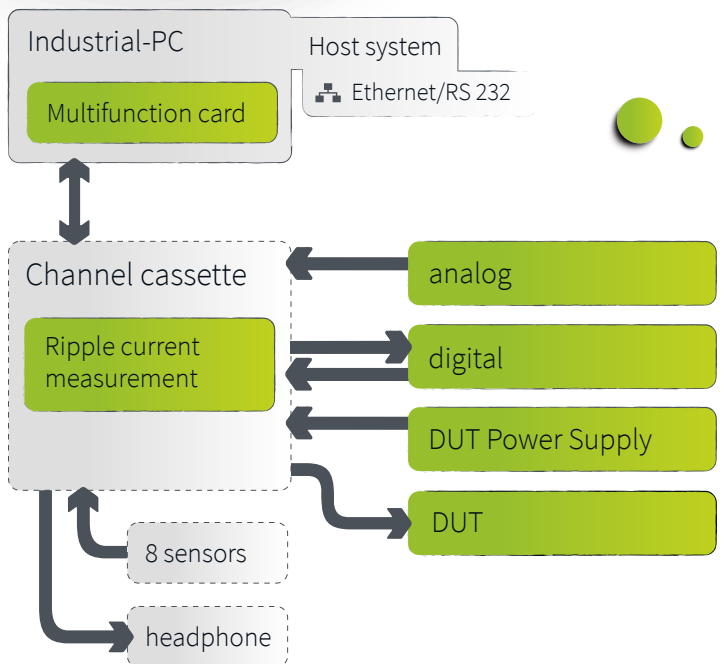 Industrial-PC
Host system
Ethernet/RS 232
Multifunction card
Channel cassette
Ripple current
measurement
analog
digital
DUT Power Supply
DUT
8 sensors
headphone